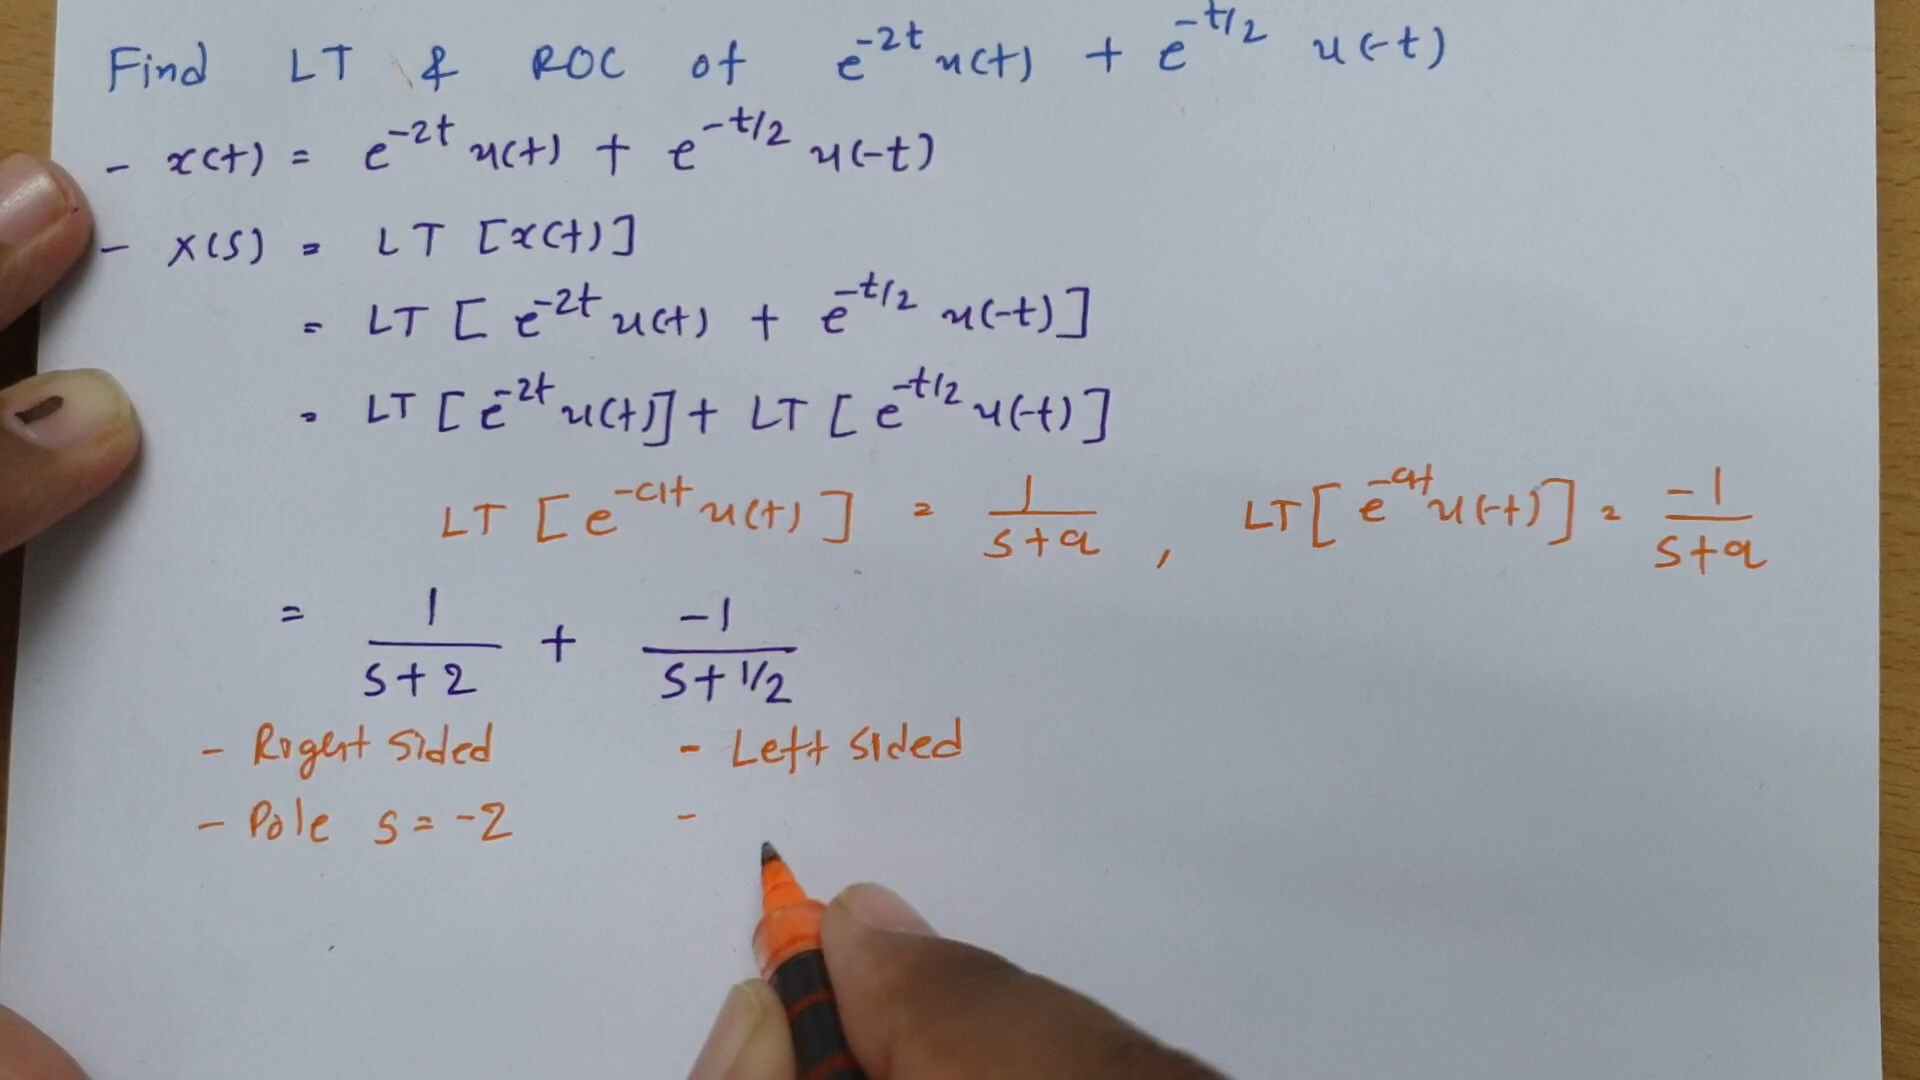 Find LT & ROC of e^-2t u(t) + e^-t/2 u(-t)
- x(t) = e^-2t u(t) + e^-t/2 u(-t)
- X(s) = LT [x(t)]
= LT [ e^-2t u(t) + e^-t/2 u(-t) ]
= LT [ e^-2t u(t)] + LT [ e^-t/2 u(-t) ]
LT [ e^-at u(t) ] = 1/(s+a) , LT [ e^-at u(-t) ] = -1/(s+a)
= 1/(s+2) + -1/(s+1/2)
- Right sided - Left sided
- Pole s = -2 -